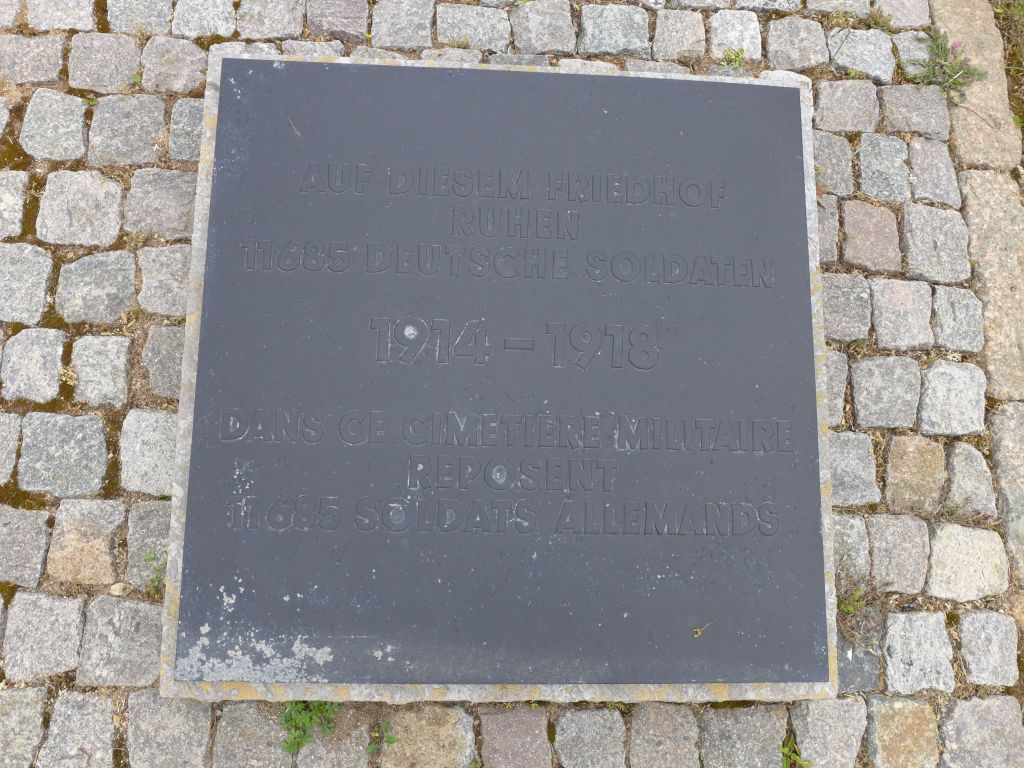 AUF DIESEM FRIEDHOF
RUHEN
11685 DEUTSCHE SOLDATEN
1914 - 1918
DANS CE CIMETIERE MILITAIRE
REPOSENT
11685 SOLDATS ALLEMANDS